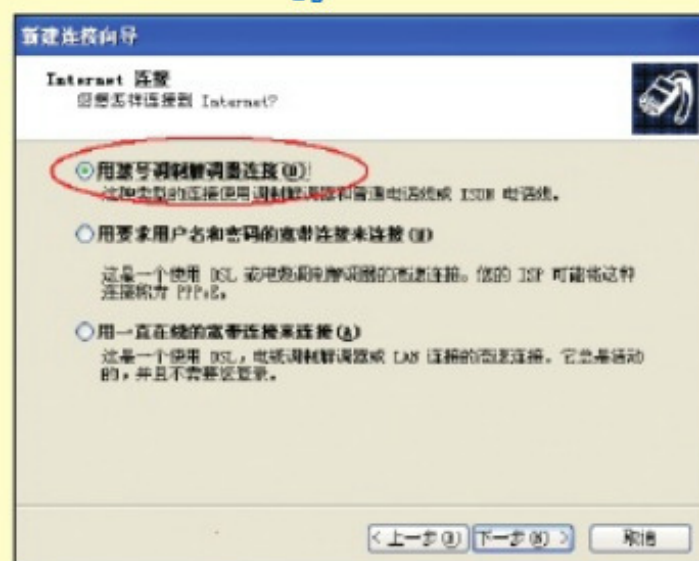 新建连接向导
Internet 连接
您想怎样连接到 Internet?
用拨号调制解调器连接(D)
这种类型的连接使用调制解调器和普通电话线或 ISDN 电话线。
用要求用户名和密码的宽带连接来连接(U)
这是一个使用 DSL 或电缆调制解调器的高速连接。您的 ISP 可能将这种
连接称为 PPPoE。
用一直在线的宽带连接来连接(A)
这是一个使用 DSL,电缆调制解调器或 LAN 连接的高速连接。它总是活动
的,并且不需要您登录。
<上一步(B) 下一步(N)> 取消